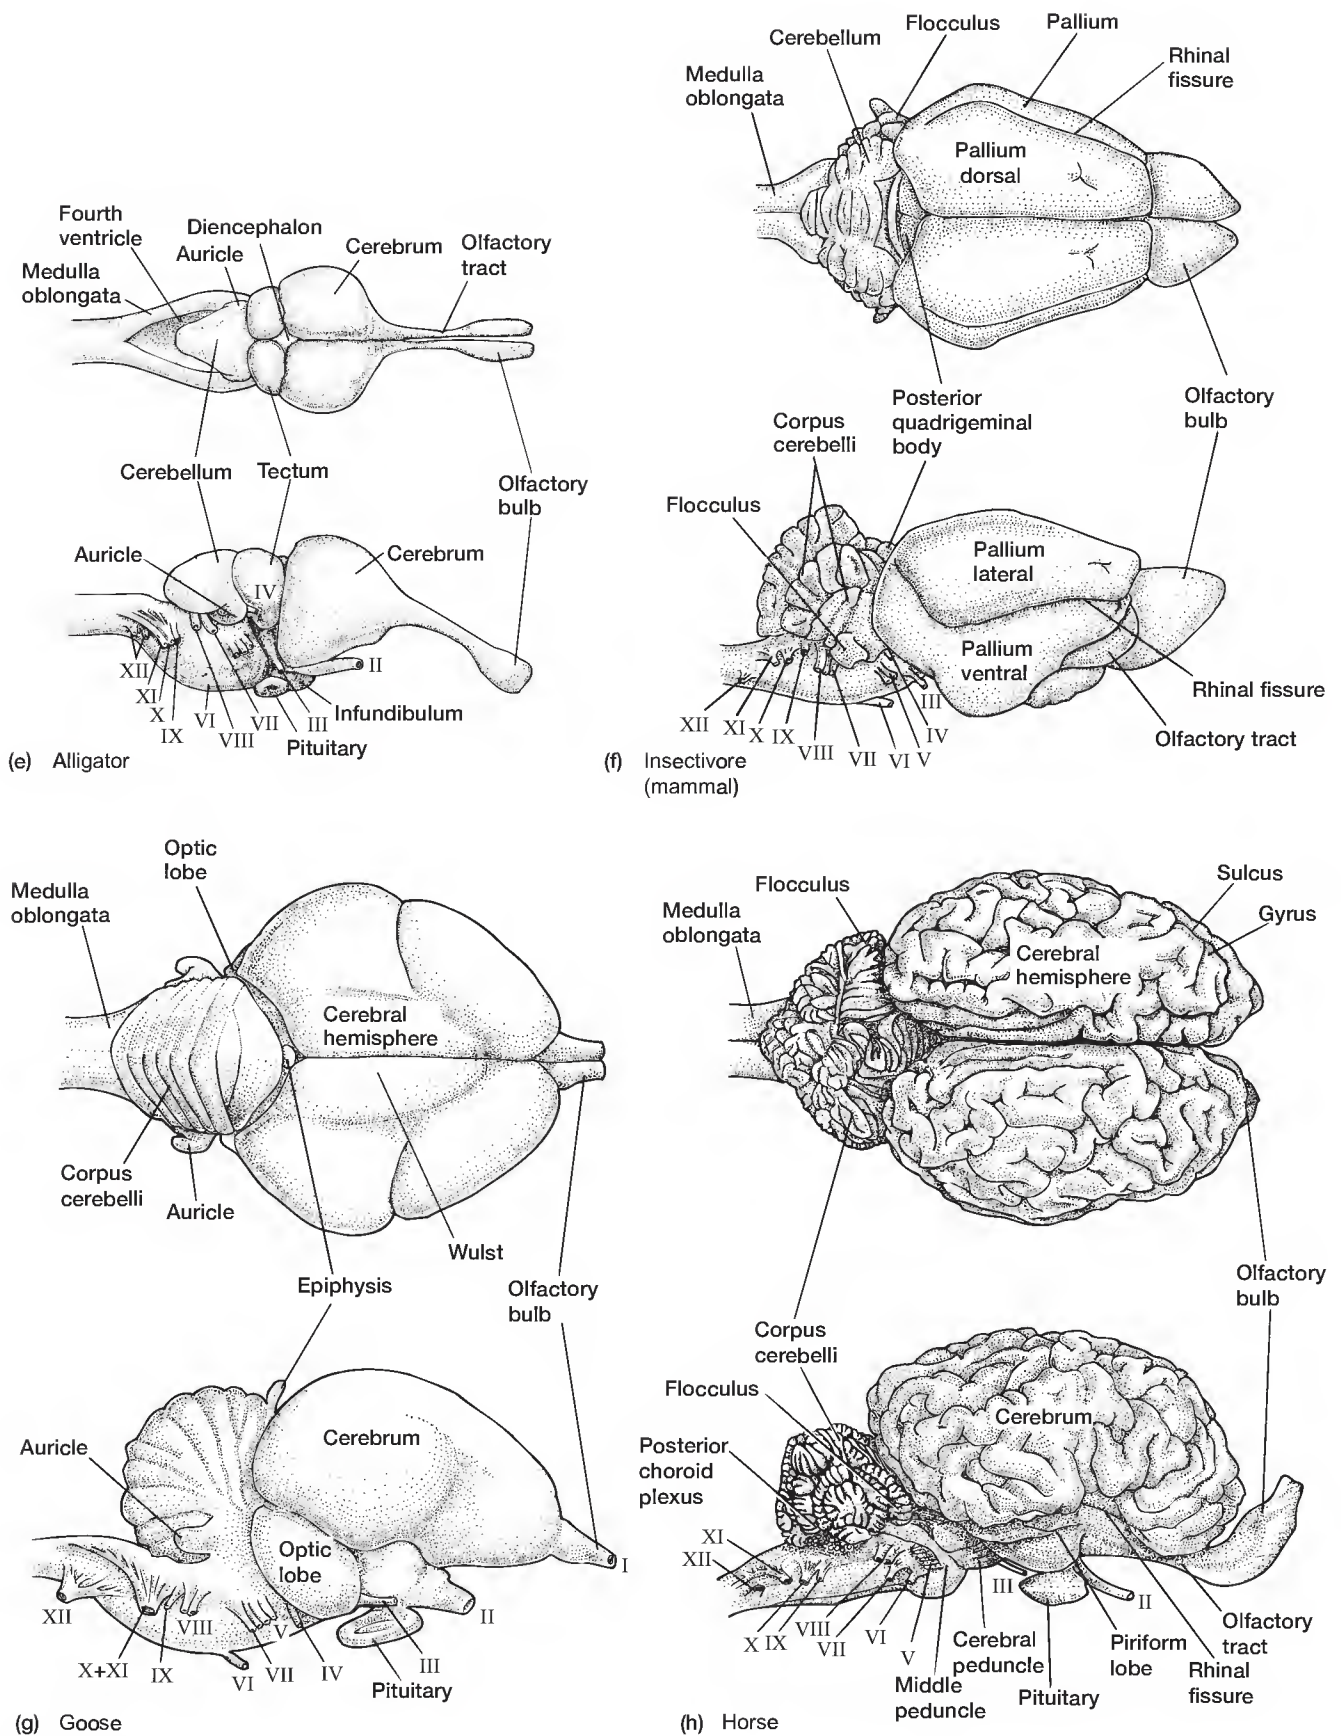 Fourth
ventricle
Medulla
oblongata
Diencephalon
Auricle
Cerebrum
Olfactory
tract
Cerebellum
Tectum
Olfactory
bulb
Auricle
Cerebrum
IV
II
XII
XI
X
IX
VI
VIII
VII
III
Infundibulum
Pituitary
(e) Alligator
Medulla
oblongata
Cerebellum
Flocculus
Pallium
Rhinal
fissure
Pallium
dorsal
Corpus
cerebelli
Posterior
quadrigeminal
body
Olfactory
bulb
Flocculus
Pallium
lateral
Pallium
ventral
Rhinal fissure
Olfactory tract
XII
XI
X
IX
VIII
VII
VI
V
IV
III
(f) Insectivore
(mammal)
Optic
lobe
Medulla
oblongata
Cerebral
hemisphere
Corpus
cerebelli
Auricle
Wulst
Epiphysis
Olfactory
bulb
Auricle
Cerebrum
Optic
lobe
I
II
XII
X+XI
IX
VIII
VI
VII
V
IV
III
Pituitary
(g) Goose
Flocculus
Medulla
oblongata
Sulcus
Gyrus
Cerebral
hemisphere
Olfactory
bulb
Corpus
cerebelli
Flocculus
Posterior
choroid
plexus
Cerebrum
XI
XII
X
IX
VIII
VII
VI
V
III
II
Middle
peduncle
Cerebral
peduncle
Pituitary
Piriform
lobe
Rhinal
fissure
Olfactory
tract
(h) Horse